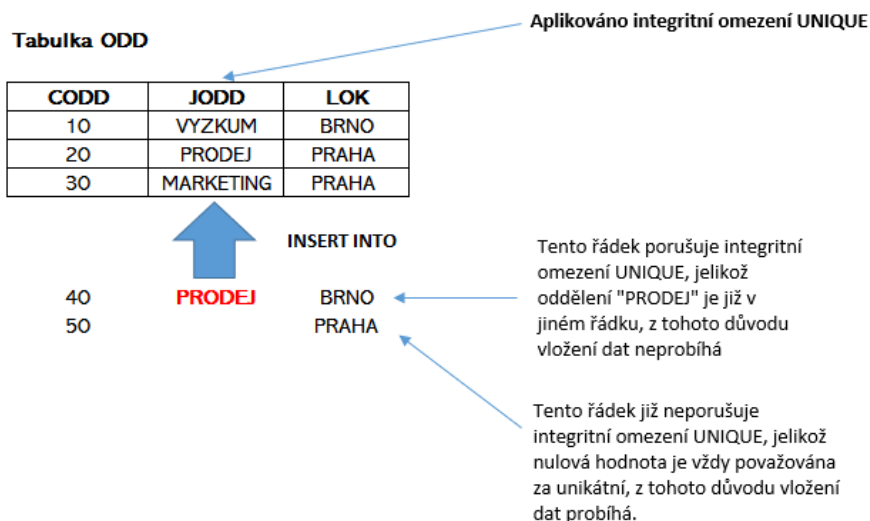 Aplikováno integritní omezení UNIQUE
Tabulka ODD
CODD JODD LOK
10 VYZKUM BRNO
20 PRODEJ PRAHA
30 MARKETING PRAHA
INSERT INTO
40 PRODEJ BRNO
50 PRAHA
Tento řádek porušuje integritní
omezení UNIQUE, jelikož
oddělení "PRODEJ" je již v
jiném řádku, z tohoto důvodu
vložení dat neprobíhá
Tento řádek již neporušuje
integritní omezení UNIQUE, jelikož
nulová hodnota je vždy považována
za unikátní, z tohoto důvodu vložení
dat probíhá.